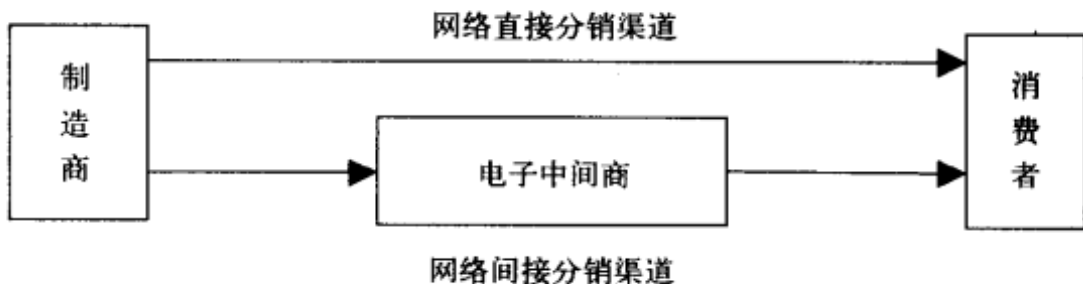 网络直接分销渠道
制造商
消费者
电子中间商
网络间接分销渠道